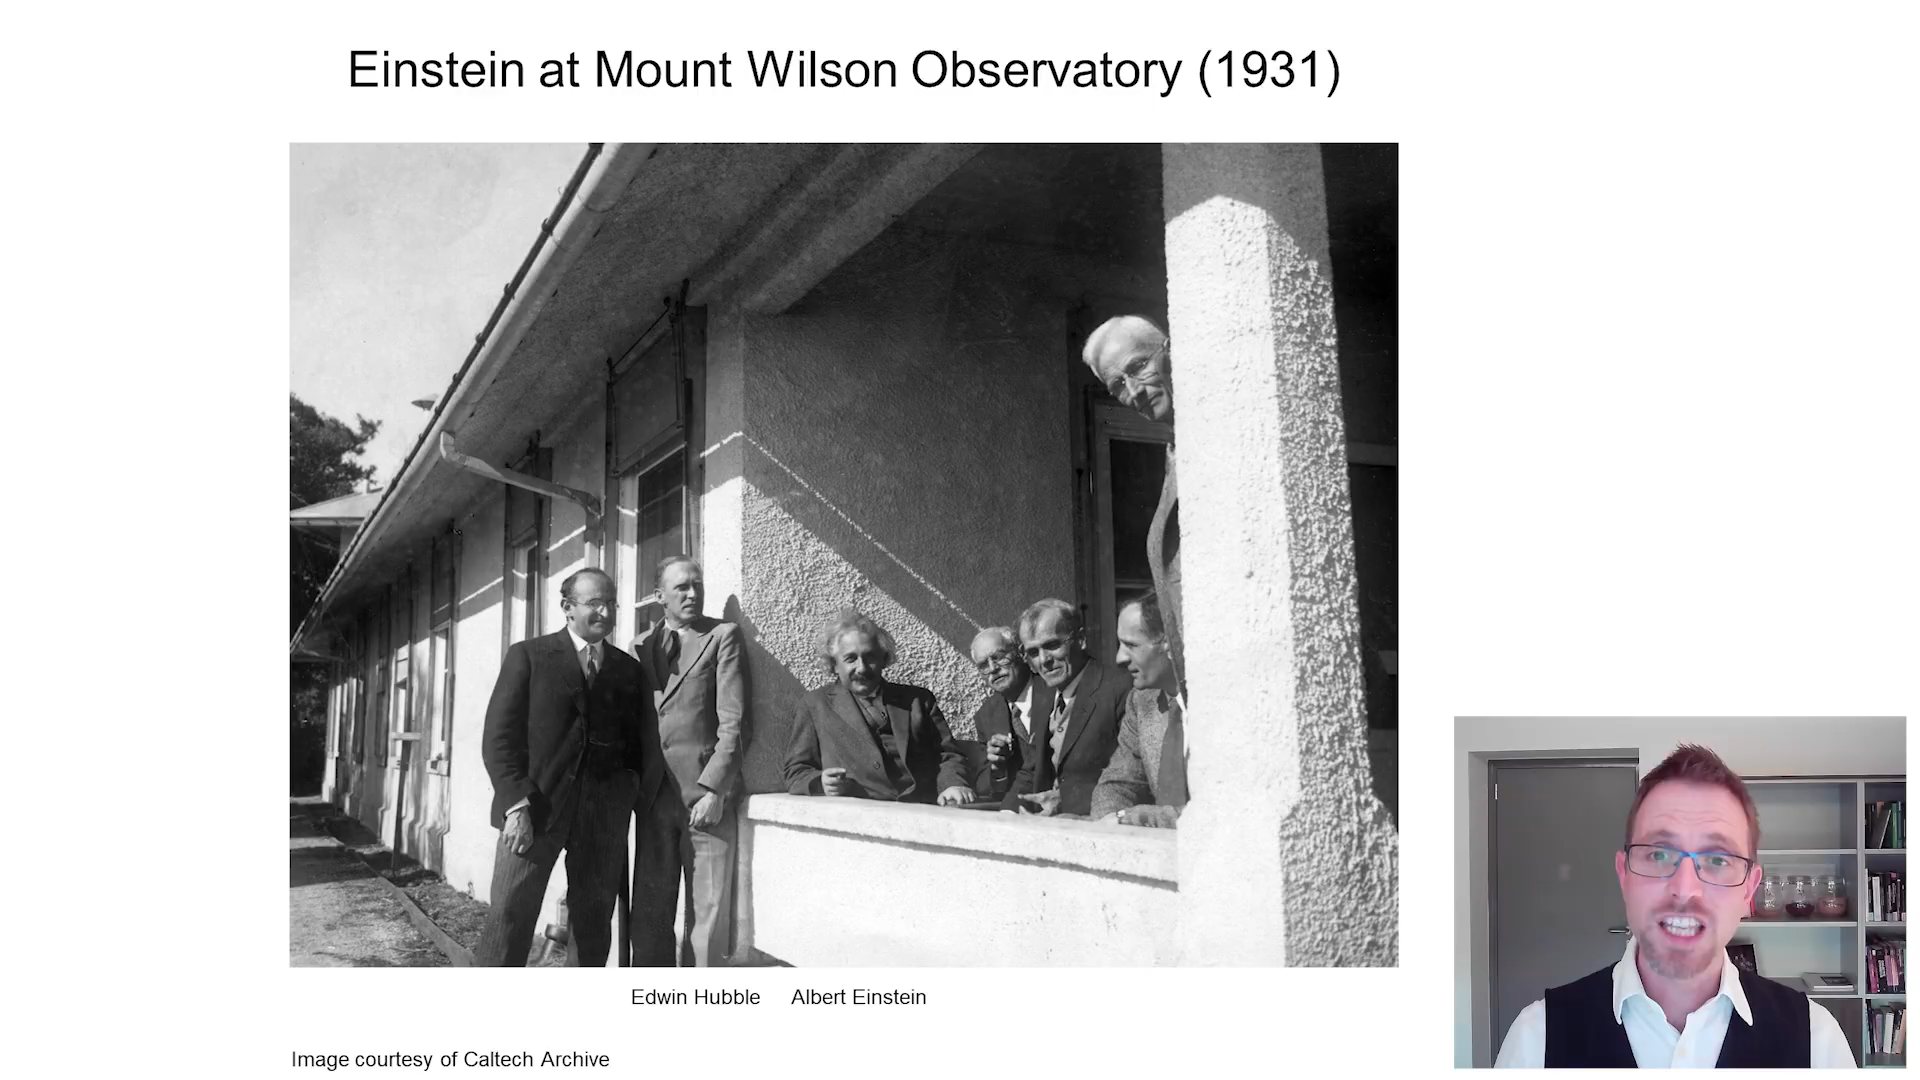 Einstein at Mount Wilson Observatory (1931)
Edwin Hubble Albert Einstein
Image courtesy of Caltech Archive